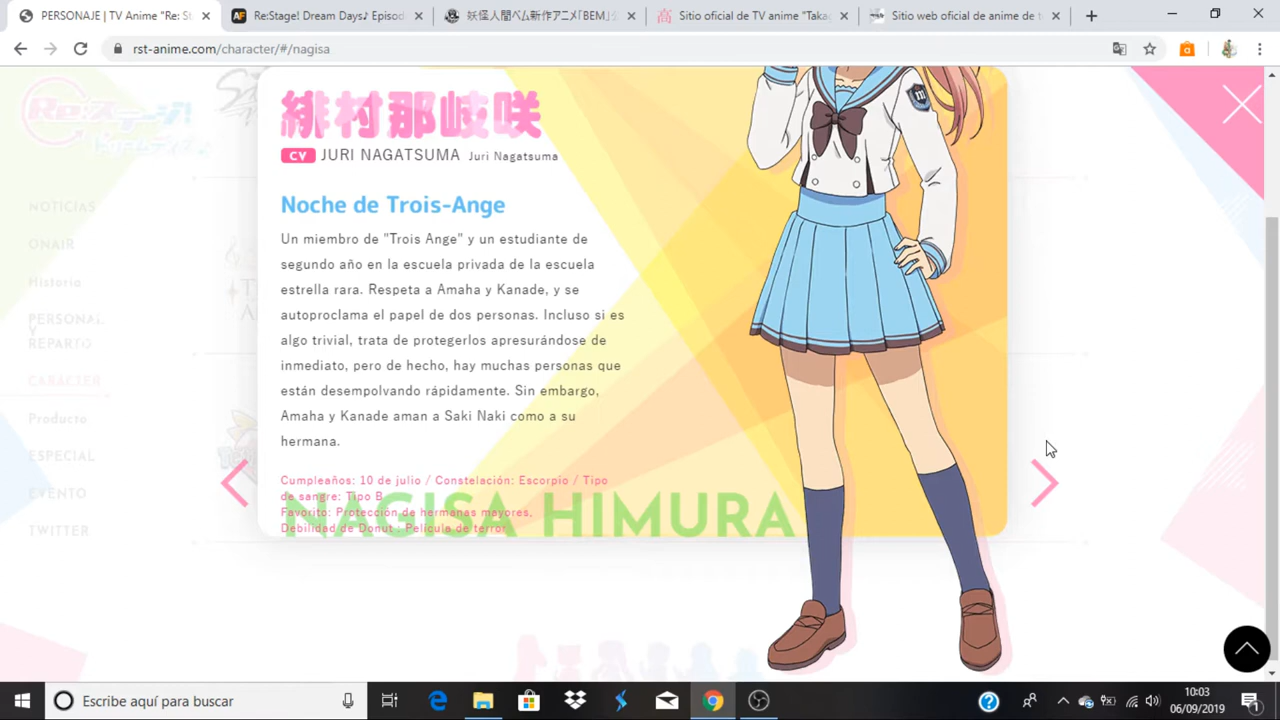 PERSONAJE | TV Anime "Re: St
Re:Stage! Dream Days♪ Episod
妖怪人間ベム新作アニメ「BEM」公
Sitio oficial de TV anime "Taka
Sitio web oficial de anime de t
rst-anime.com/character/#/nagisa
緋村那岐咲
CV JURI NAGATSUMA Juri Nagatsuma
Noche de Trois-Ange
Un miembro de "Trois Ange" y un estudiante de
segundo año en la escuela privada de la escuela
estrella rara. Respeta a Amaha y Kanade, y se
autoproclama el papel de dos personas. Incluso si es
algo trivial, trata de protegerlos apresurándose de
inmediato, pero de hecho, hay muchas personas que
están desempolvando rápidamente. Sin embargo,
Amaha y Kanade aman a Saki Naki como a su
hermana.
Cumpleaños: 10 de julio / Constelación: Escorpio / Tipo
de sangre: Tipo B
Favorito: Protección de hermanas mayores.
Debilidad de Donut : Película de terror
NAGISA HIMURA
NOTICIAS
ONAIR
Historia
PERSONAL
Y
REPARTO
CARACTER
Producto
ESPECIAL
EVENTO
TWITTER
Escribe aquí para buscar
10:03
06/09/2019